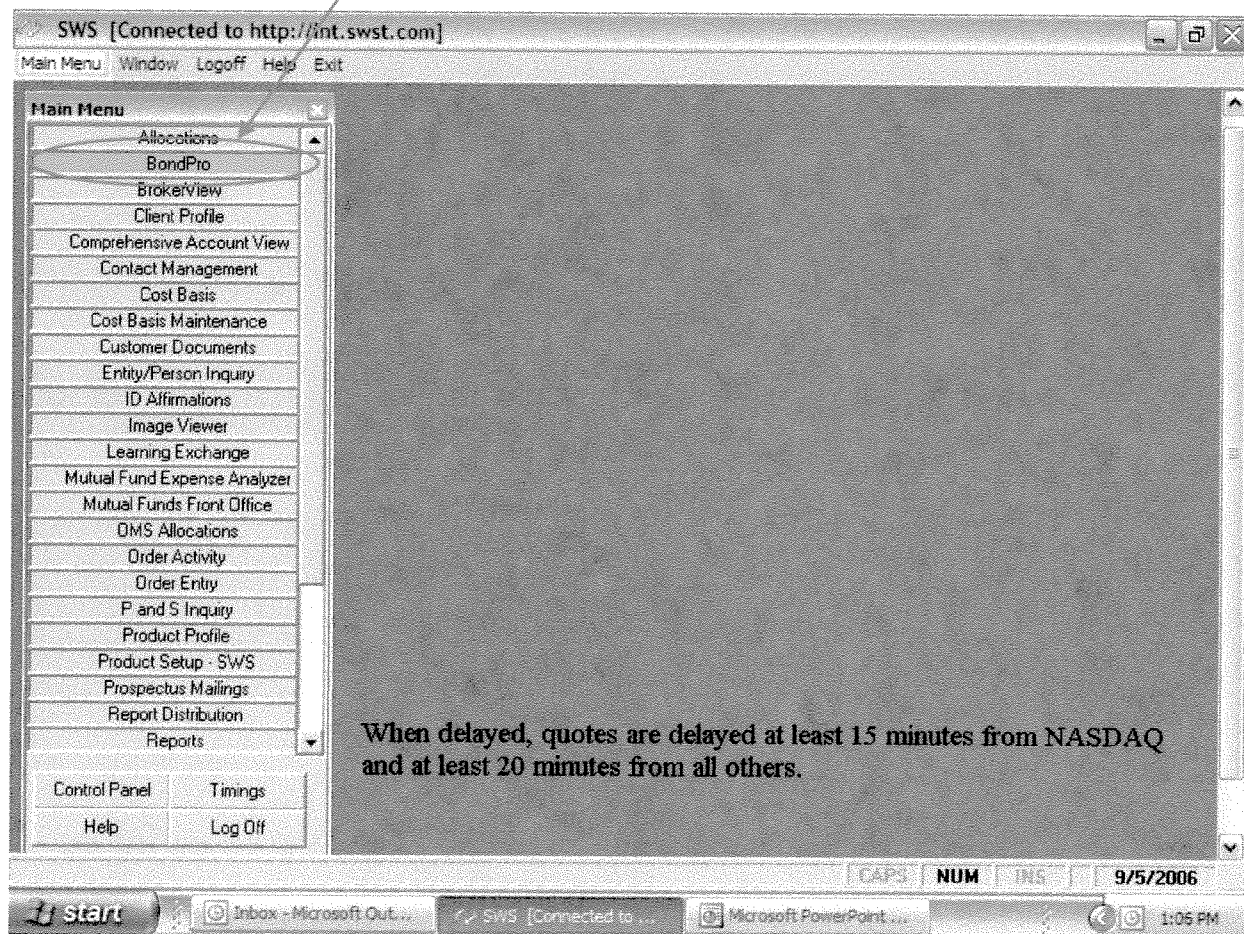 SWS [Connected to http://int.swst.com]
Main Menu Window Logoff Help Exit
Main Menu
Allocations
BondPro
BrokerView
Client Profile
Comprehensive Account View
Contact Management
Cost Basis
Cost Basis Maintenance
Customer Documents
Entity/Person Inquiry
ID Affirmations
Image Viewer
Learning Exchange
Mutual Fund Expense Analyzer
Mutual Funds Front Office
OMS Allocations
Order Activity
Order Entry
P and S Inquiry
Product Profile
Product Setup - SWS
Prospectus Mailings
Report Distribution
Reports
Control Panel Timings
Help Log Off
When delayed, quotes are delayed at least 15 minutes from NASDAQ
and at least 20 minutes from all others.
CAPS NUM INS 9/5/2006
start Inbox - Microsoft Out... SWS [Connected to ... Microsoft PowerPoint ... 1:05 PM